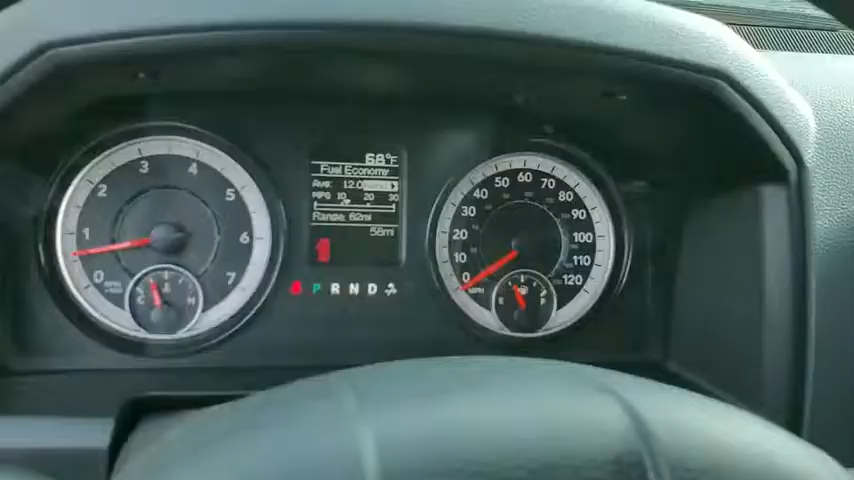 68°F
Fuel Economy
Avg: 12.0
MPG 10 20 30
Range: 62mi
58mi
0 1 2 3 4 5 6 7
P R N D
0 10 20 30 40 50 60 70 80 90 100 110 120
MPH
C H
E F